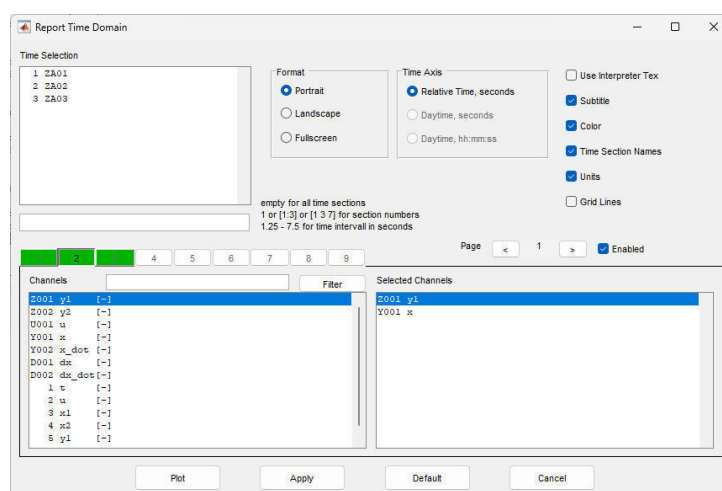 Report Time Domain
Time Selection
1 ZA01
2 ZA02
3 ZA03
Format
Portrait
Landscape
Fullscreen
Time Axis
Relative Time, seconds
Daytime, seconds
Daytime, hh:mm:ss
Use Interpreter Tex
Subtitle
Color
Time Section Names
Units
Grid Lines
empty for all time sections
1 or [1:3] or [1 3 7] for section numbers
1.25 - 7.5 for time intervall in seconds
Page < 1 > Enabled
1 2 3 4 5 6 7 8 9
Channels
Filter
Z001 y1 [-]
Z002 y2 [-]
U001 u [-]
Y001 x [-]
Y002 x_dot [-]
D001 dx [-]
D002 dx_dot[-]
1 t [-]
2 u [-]
3 x1 [-]
4 x2 [-]
5 y1 [-]
Selected Channels
Z001 y1
Y001 x
Plot
Apply
Default
Cancel